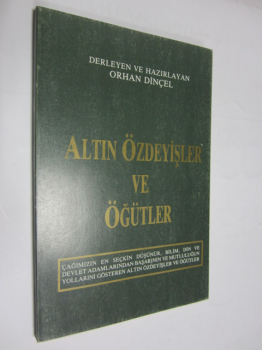 DERLEYEN VE HAZIRLAYAN
ORHAN DİNÇEL
ALTIN ÖZDEYİŞLER
VE
ÖĞÜTLER
ÇAĞIMIZIN EN SEÇKİN DÜŞÜNÜR, BİLİM, DİN VE
DEVLET ADAMLARINDAN BAŞARININ VE MUTLULUĞUN
YOLLARINI GÖSTEREN ALTIN ÖZDEYİŞLER VE ÖĞÜTLER